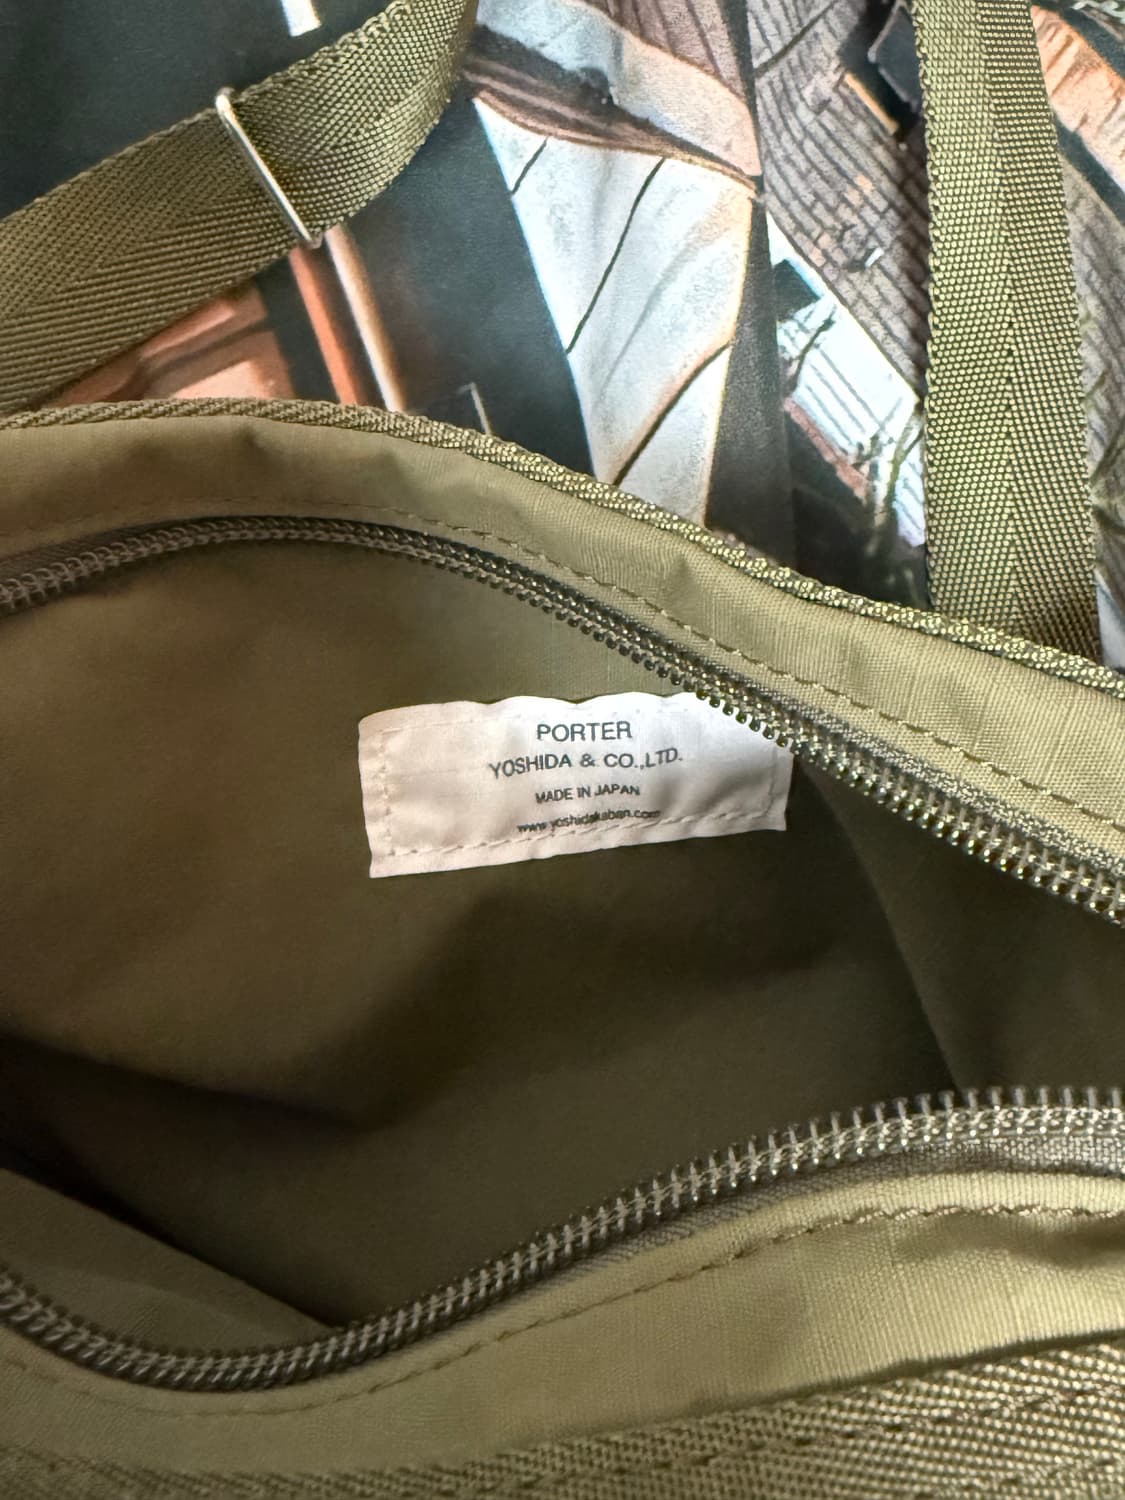 PORTER
YOSHIDA & CO.,LTD.
MADE IN JAPAN
www.yoshidakaban.com